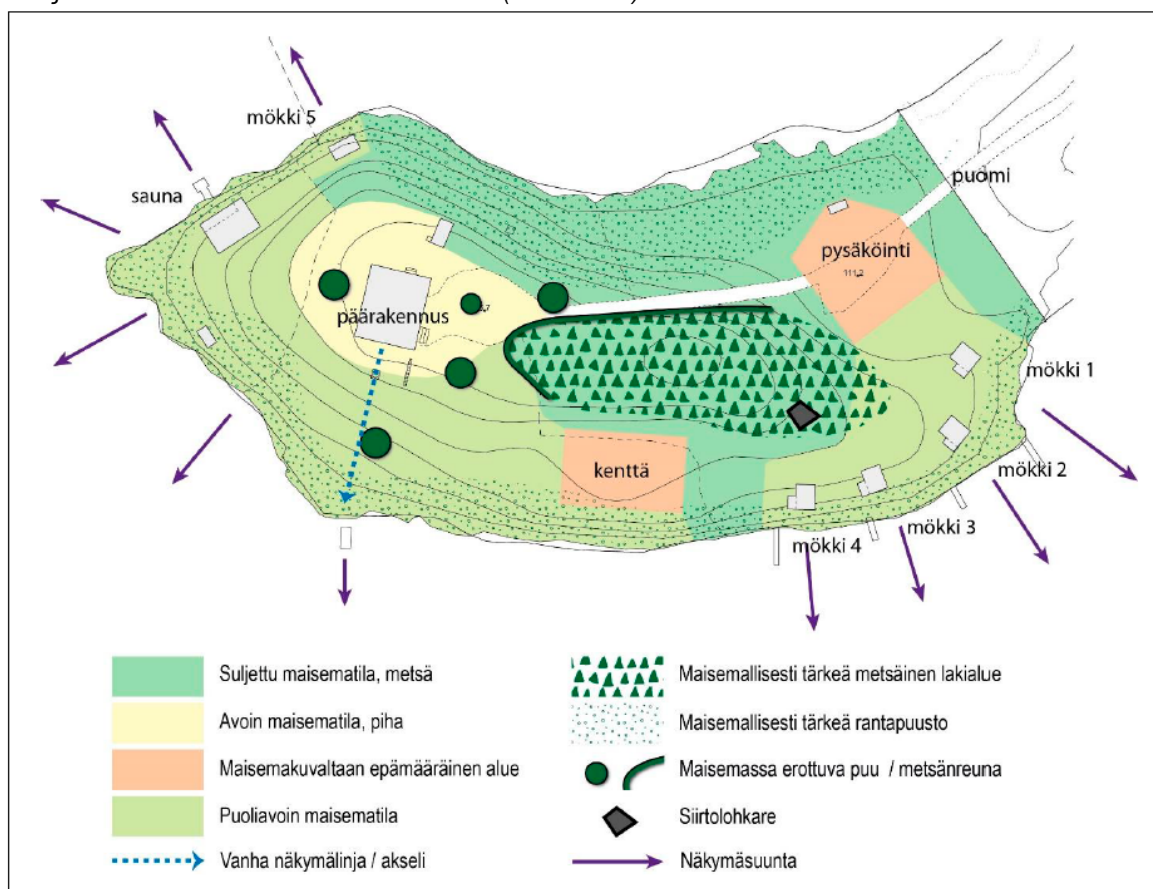 mökki 5
puomi
sauna
pysäköinti
111.2
päärakennus
mökki 1
kenttä
mökki 2
mökki 3
mökki 4
Suljettu maisematila, metsä
Avoin maisematila, piha
Maisemakuvaltaan epämääräinen alue
Puoliavoin maisematila
Vanha näkymälinja / akseli
Maisemallisesti tärkeä metsäinen lakialue
Maisemallisesti tärkeä rantapuusto
Maisemassa erottuva puu / metsänreuna
Siirtolohkare
Näkymäsuunta